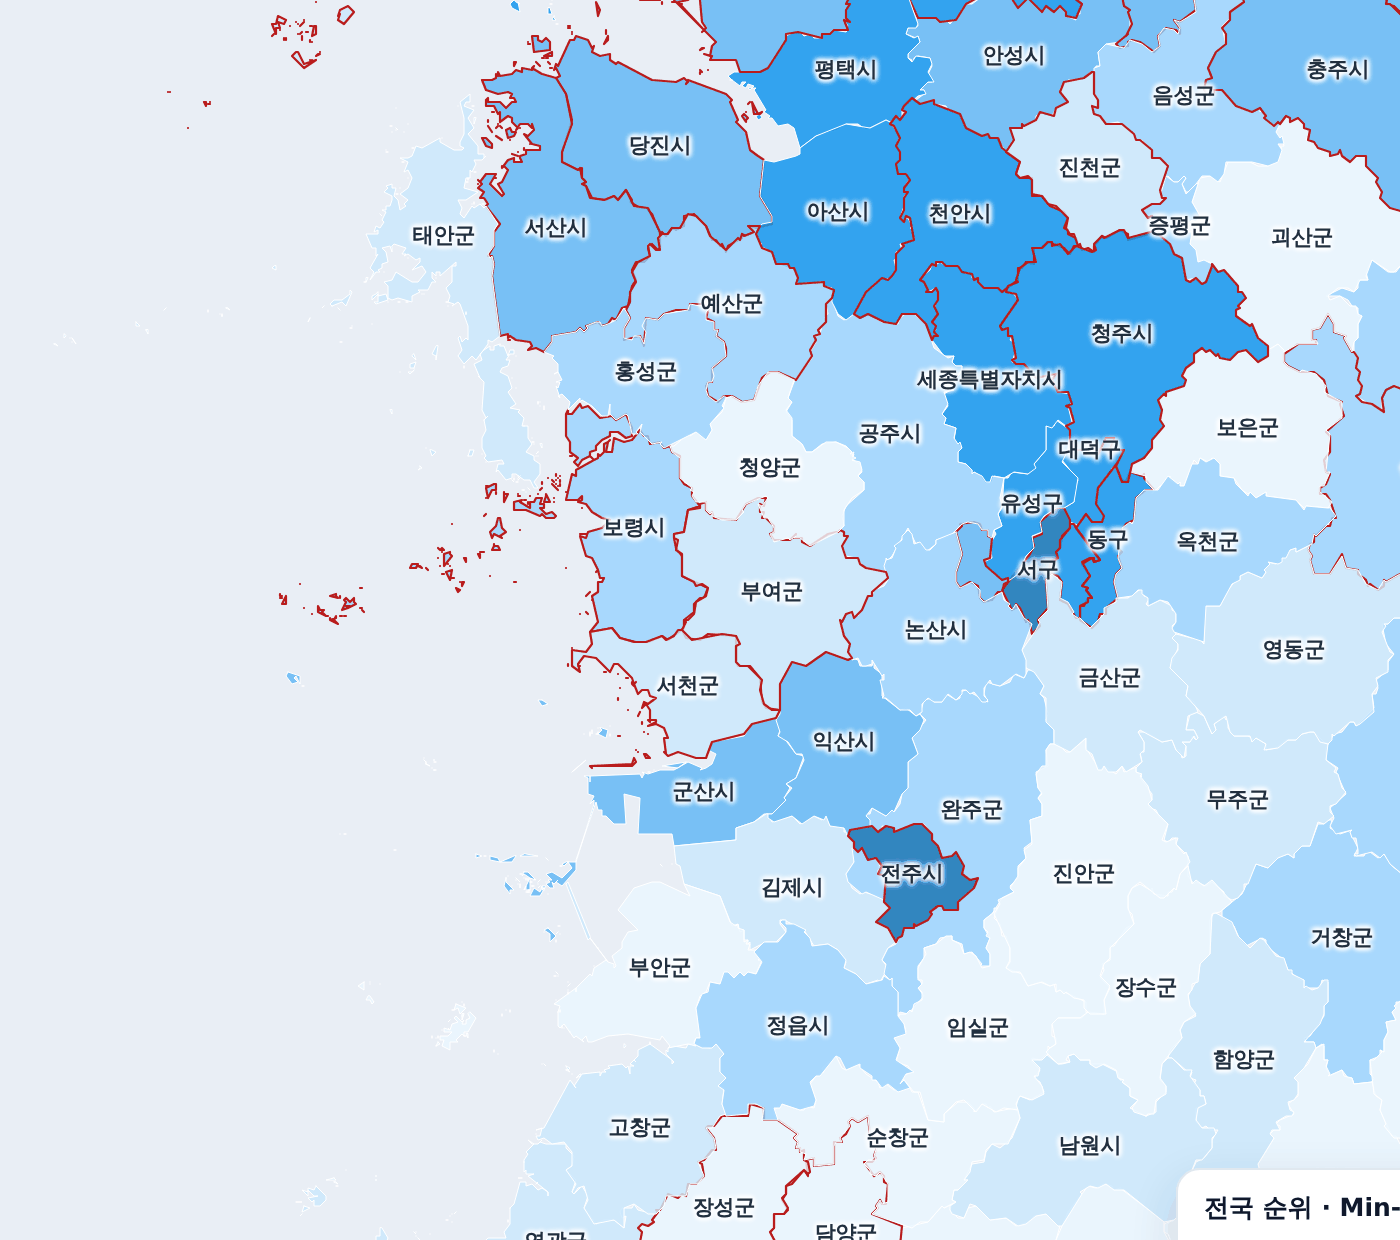 안성시
평택시
충주시
음성군
당진시
진천군
아산시
천안시
증평군
서산시
태안군
괴산군
예산군
청주시
홍성군
세종특별자치시
공주시
보은군
대덕구
청양군
유성구
보령시
동구
옥천군
서구
부여군
논산시
영동군
금산군
서천군
익산시
군산시
무주군
완주군
전주시
진안군
김제시
거창군
부안군
장수군
정읍시
임실군
함양군
고창군
순창군
남원시
장성군
전국 순위 · Min-
담양군
영광군